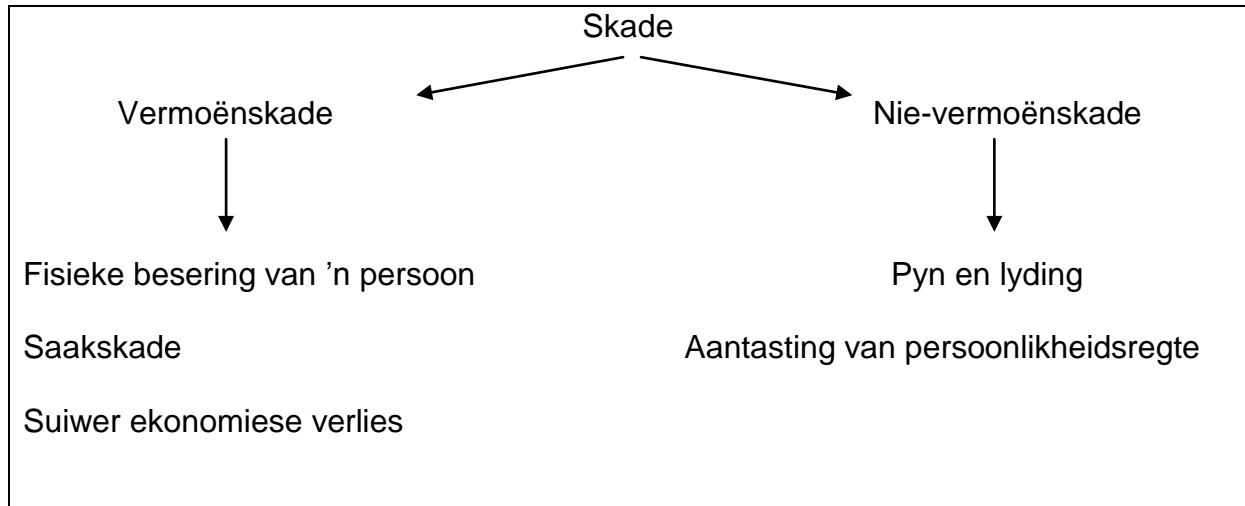 Skade
Vermoënskade Nie-vermoënskade
Fisieke besering van ’n persoon Pyn en lyding
Saakskade Aantasting van persoonlikheidsregte
Suiwer ekonomiese verlies